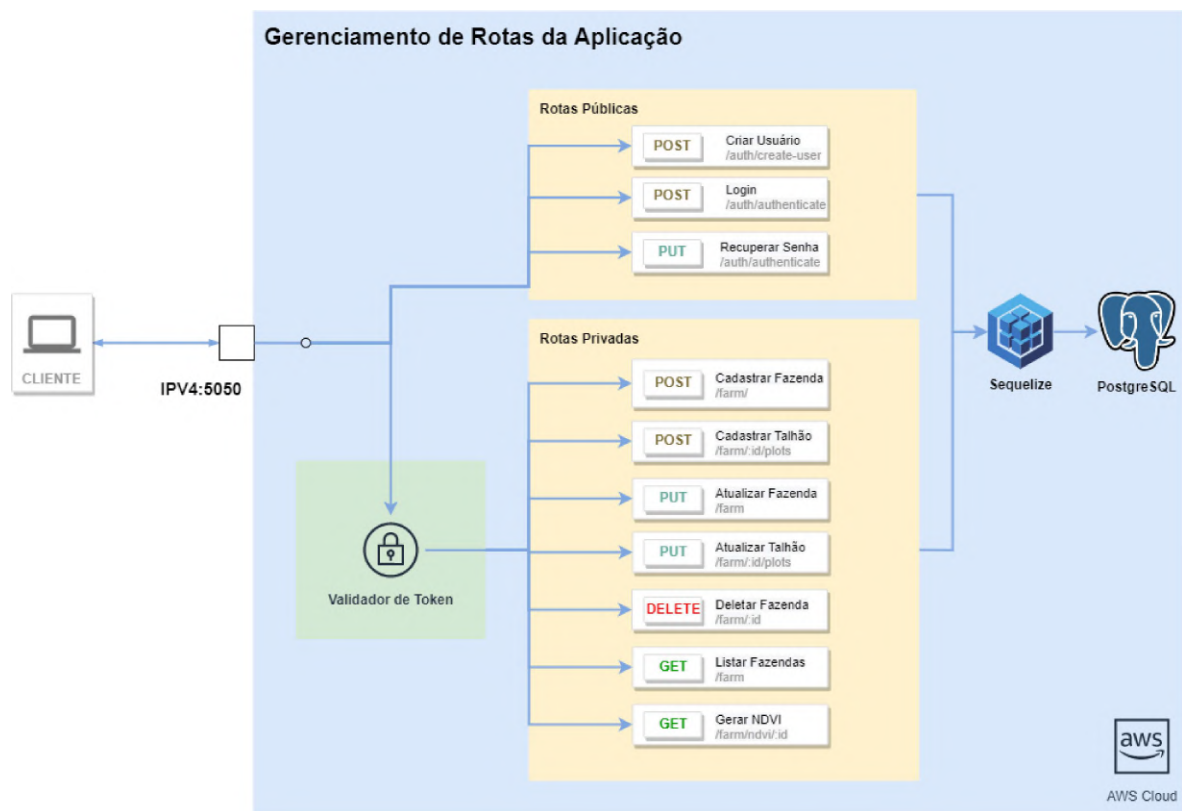 Gerenciamento de Rotas da Aplicação
Rotas Públicas
POST
Criar Usuário
/auth/create-user
POST
Login
/auth/authenticate
PUT
Recuperar Senha
/auth/authenticate
CLIENTE
IPV4:5050
Rotas Privadas
POST
Cadastrar Fazenda
/farm/
POST
Cadastrar Talhão
/farm/:id/plots
PUT
Atualizar Fazenda
/farm
PUT
Atualizar Talhão
/farm/:id/plots
DELETE
Deletar Fazenda
/farm/:id
GET
Listar Fazendas
/farm
GET
Gerar NDVI
/farm/ndvi/:id
Validador de Token
Sequelize
PostgreSQL
aws
AWS Cloud